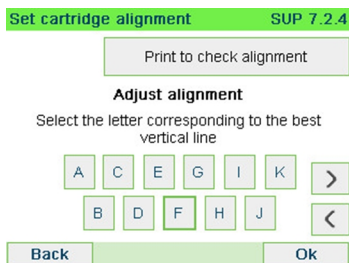 Set cartridge alignment SUP 7.2.4
Print to check alignment
Adjust alignment
Select the letter corresponding to the best
vertical line
A C E G I K >
B D F H J <
Back Ok